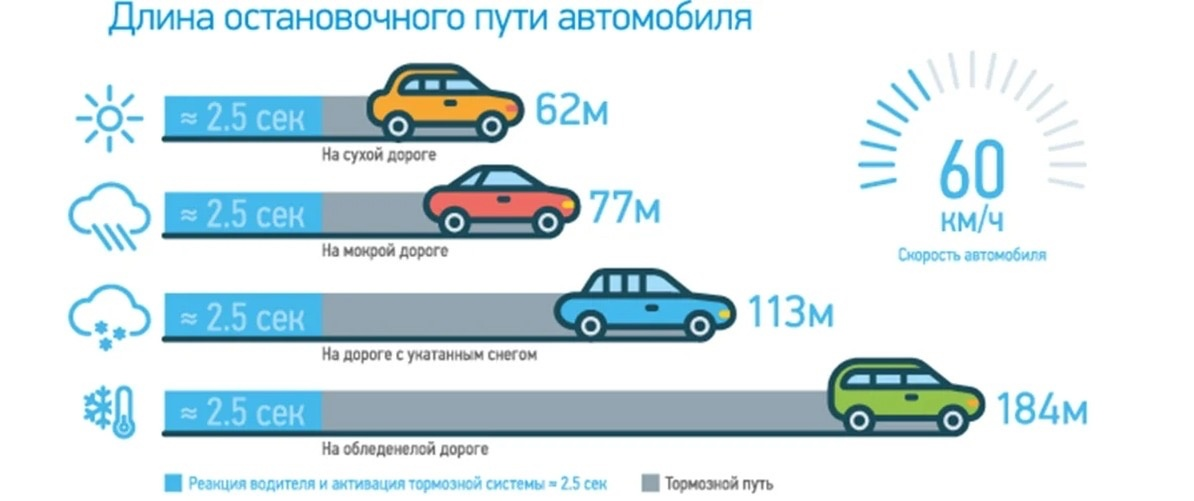 Длина остановочного пути автомобиля
≈ 2.5 сек
62м
На сухой дороге
≈ 2.5 сек
77м
На мокрой дороге
≈ 2.5 сек
113м
На дороге с укатанным снегом
≈ 2.5 сек
184м
На обледенелой дороге
60
км/ч
Скорость автомобиля
Реакция водителя и активация тормозной системы ≈ 2.5 сек
Тормозной путь